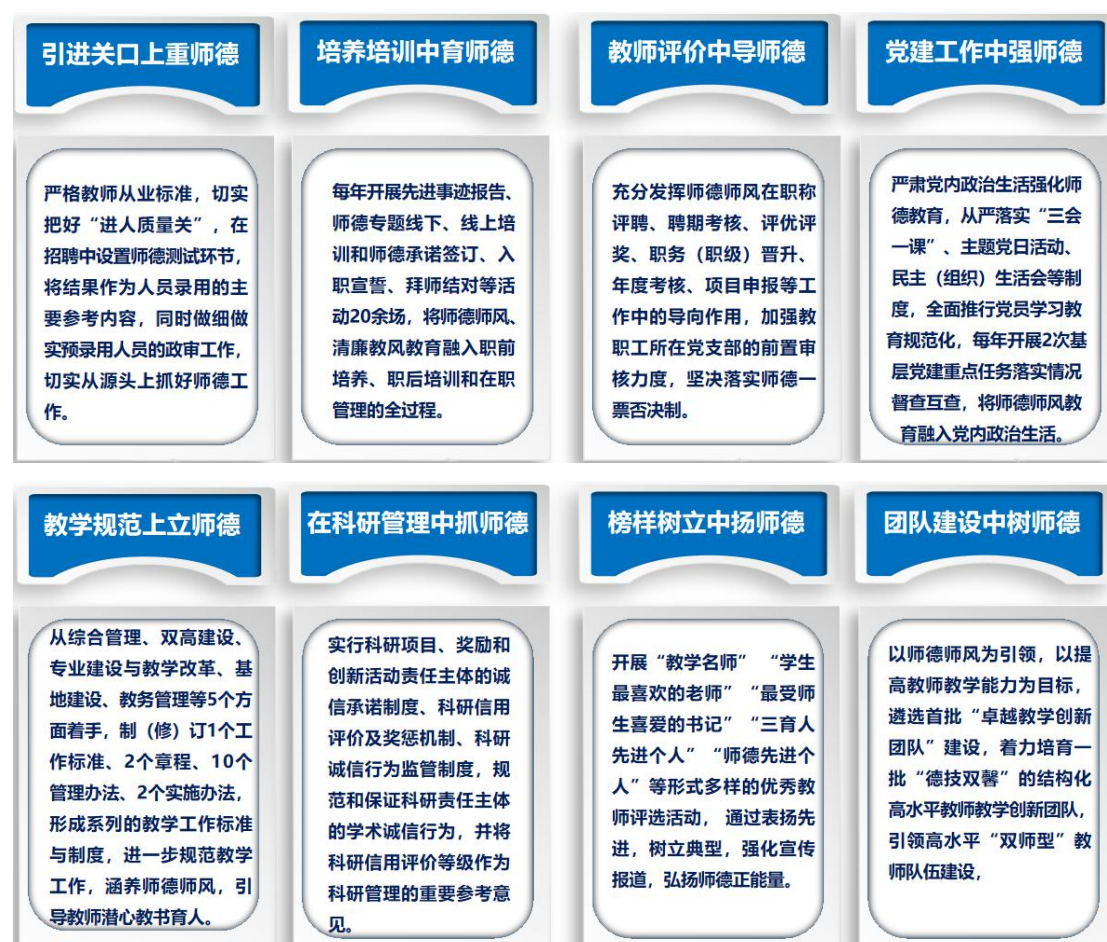 引进关口上重师德
严格教师从业标准，切实
把好“进人质量关”，在
招聘中设置师德测试环节，
将结果作为人员录用的主
要参考内容，同时做细做
实预录用人员的政审工作，
切实从源头上抓好师德工
作。
培养培训中育师德
每年开展先进事迹报告、
师德专题线下、线上培
训和师德承诺签订、入
职宣誓、拜师结对等活
动20余场，将师德师风、
清廉教风教育融入职前
培养、职后培训和在职
管理的全过程。
教师评价中导师德
充分发挥师德师风在职称
评聘、聘期考核、评优评
奖、职务（职级）晋升、
年度考核、项目申报等工
作中的导向作用，加强教
职工所在党支部的前置审
核力度，坚决落实师德一
票否决制。
党建工作中强师德
严肃党内政治生活强化师
德教育，从严落实“三会
一课”、主题党日活动、
民主（组织）生活会等制
度，全面推行党员学习教
育规范化，每年开展2次基
层党建重点任务落实情况
督查互查，将师德师风教
育融入党内政治生活。
教学规范上立师德
从综合管理、双高建设、
专业建设与教学改革、基
地建设、教务管理等5个方
面着手，制（修）订1个工
作标准、2个章程、10个
管理办法、2个实施办法，
形成系列的教学工作标准
与制度，进一步规范教学
工作，涵养师德师风，引
导教师潜心教书育人。
在科研管理中抓师德
实行科研项目、奖励和
创新活动责任主体的诚
信承诺制度、科研信用
评价及奖惩机制、科研
诚信行为监管制度，规
范和保证科研责任主体
的学术诚信行为，并将
科研信用评价等级作为
科研管理的重要参考意
见。
榜样树立中扬师德
开展“教学名师”“学生
最喜欢的老师”“最受师
生喜爱的书记”“三育人
先进个人”“师德先进个
人”等形式多样的优秀教
师评选活动， 通过表扬先
进，树立典型，强化宣传
报道，弘扬师德正能量。
团队建设中树师德
以师德师风为引领，以提
高教师教学能力为目标，
遴选首批“卓越教学创新
团队”建设，着力培育一
批“德技双馨”的结构化
高水平教师教学创新团队，
引领高水平“双师型”教
师队伍建设，